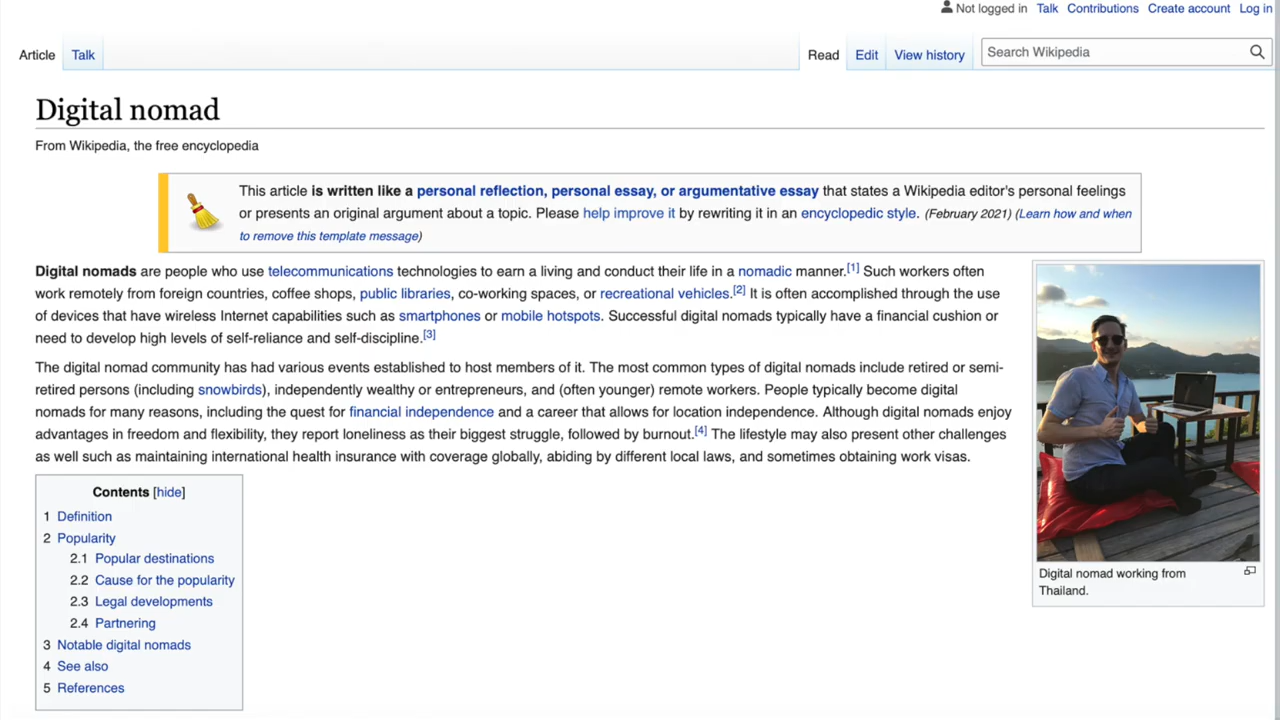 Not logged in Talk Contributions Create account Log in
Article Talk Read Edit View history Search Wikipedia
Digital nomad
From Wikipedia, the free encyclopedia
This article is written like a personal reflection, personal essay, or argumentative essay that states a Wikipedia editor's personal feelings
or presents an original argument about a topic. Please help improve it by rewriting it in an encyclopedic style. (February 2021) (Learn how and when
to remove this template message)
Digital nomads are people who use telecommunications technologies to earn a living and conduct their life in a nomadic manner.[1] Such workers often
work remotely from foreign countries, coffee shops, public libraries, co-working spaces, or recreational vehicles.[2] It is often accomplished through the use
of devices that have wireless Internet capabilities such as smartphones or mobile hotspots. Successful digital nomads typically have a financial cushion or
need to develop high levels of self-reliance and self-discipline.[3]
The digital nomad community has had various events established to host members of it. The most common types of digital nomads include retired or semi-
retired persons (including snowbirds), independently wealthy or entrepreneurs, and (often younger) remote workers. People typically become digital
nomads for many reasons, including the quest for financial independence and a career that allows for location independence. Although digital nomads enjoy
advantages in freedom and flexibility, they report loneliness as their biggest struggle, followed by burnout.[4] The lifestyle may also present other challenges
as well such as maintaining international health insurance with coverage globally, abiding by different local laws, and sometimes obtaining work visas.
Contents [hide]
1 Definition
2 Popularity
2.1 Popular destinations
2.2 Cause for the popularity
2.3 Legal developments
2.4 Partnering
3 Notable digital nomads
4 See also
5 References
Digital nomad working from
Thailand.